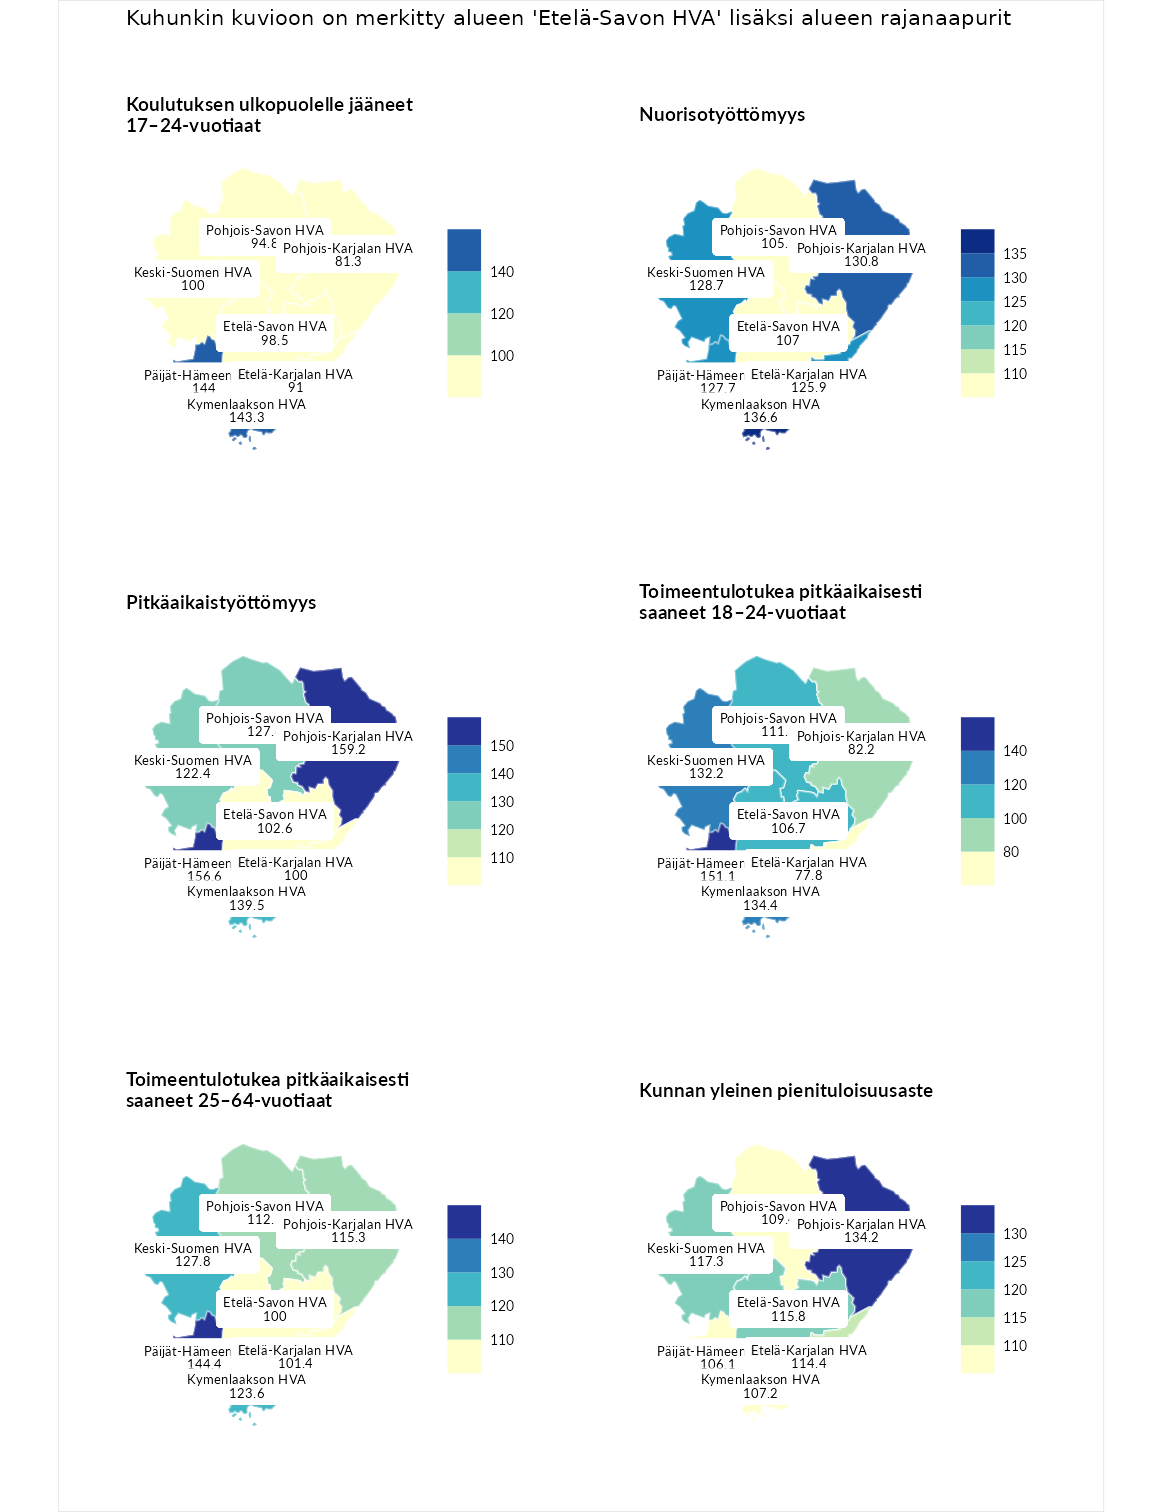 Kuhunkin kuvioon on merkitty alueen 'Etelä-Savon HVA' lisäksi alueen rajanaapurit
Koulutuksen ulkopuolelle jääneet
17–24-vuotiaat
Pohjois-Savon HVA
94.8
Pohjois-Karjalan HVA
81.3
Keski-Suomen HVA
100
Etelä-Savon HVA
98.5
Päijät-Hämeen
144
Etelä-Karjalan HVA
91
Kymenlaakson HVA
143.3
140
120
100
Nuorisotyöttömyys
Pohjois-Savon HVA
105.
Pohjois-Karjalan HVA
130.8
Keski-Suomen HVA
128.7
Etelä-Savon HVA
107
Päijät-Hämeen
127.7
Etelä-Karjalan HVA
125.9
Kymenlaakson HVA
136.6
135
130
125
120
115
110
Pitkäaikaistyöttömyys
Pohjois-Savon HVA
127.
Pohjois-Karjalan HVA
159.2
Keski-Suomen HVA
122.4
Etelä-Savon HVA
102.6
Päijät-Hämeen
156.6
Etelä-Karjalan HVA
100
Kymenlaakson HVA
139.5
150
140
130
120
110
Toimeentulotukea pitkäaikaisesti
saaneet 18–24-vuotiaat
Pohjois-Savon HVA
111.
Pohjois-Karjalan HVA
82.2
Keski-Suomen HVA
132.2
Etelä-Savon HVA
106.7
Päijät-Hämeen
151.1
Etelä-Karjalan HVA
77.8
Kymenlaakson HVA
134.4
140
120
100
80
Toimeentulotukea pitkäaikaisesti
saaneet 25–64-vuotiaat
Pohjois-Savon HVA
112.
Pohjois-Karjalan HVA
115.3
Keski-Suomen HVA
127.8
Etelä-Savon HVA
100
Päijät-Hämeen
144.4
Etelä-Karjalan HVA
101.4
Kymenlaakson HVA
123.6
140
130
120
110
Kunnan yleinen pienituloisuusaste
Pohjois-Savon HVA
109.
Pohjois-Karjalan HVA
134.2
Keski-Suomen HVA
117.3
Etelä-Savon HVA
115.8
Päijät-Hämeen
106.1
Etelä-Karjalan HVA
114.4
Kymenlaakson HVA
107.2
130
125
120
115
110